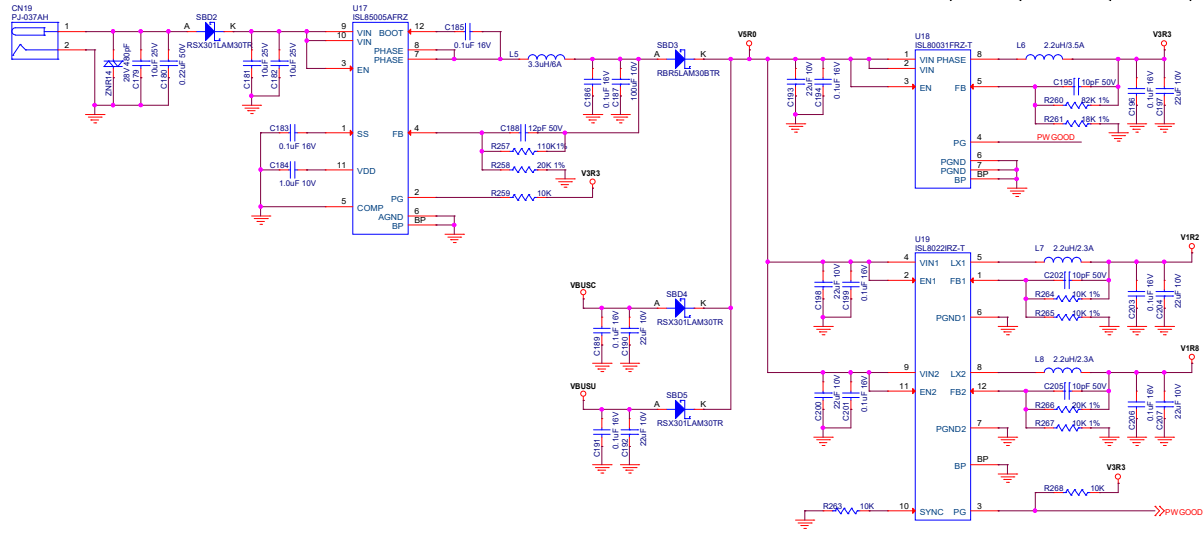 CN19
PJ-037AH
1
2
ZNR14
28V 480pF
C179
10uF 25V
C180
0.22uF 50V
SBD2
A
K
RSX301LAM30TR
C181
10uF 25V
C182
10uF 25V
U17
ISL85005AFRZ
9
10
3
1
11
5
VIN
VIN
EN
SS
VDD
COMP
BOOT
PHASE
PHASE
FB
PG
AGND
BP
12
8
7
4
2
6
BP
C183
0.1uF 16V
C184
1.0uF 10V
C185
0.1uF 16V
L5
3.3uH/6A
C186
0.1uF 16V
C187
100uF 10V
C188
12pF 50V
R257
110K1%
R258
20K 1%
R259
10K
V3R3
SBD3
A
K
RBR5LAM30BTR
V5R0
VBUSC
C189
0.1uF 16V
C190
22uF 10V
SBD4
A
K
RSX301LAM30TR
VBUSU
C191
0.1uF 16V
C192
22uF 10V
SBD5
A
K
RSX301LAM30TR
C193
22uF 10V
C194
0.1uF 16V
U18
ISL80031FRZ-T
1
2
3
VIN
VIN
EN
PHASE
FB
PG
PGND
PGND
BP
8
5
4
6
7
BP
L6
2.2uH/3.5A
C195
10pF 50V
R260
82K 1%
R261
18K 1%
PWGOOD
C196
0.1uF 16V
C197
22uF 10V
V3R3
C198
22uF 10V
C199
0.1uF 16V
C200
22uF 10V
C201
0.1uF 16V
U19
ISL8022IRZ-T
4
2
9
11
10
VIN1
EN1
VIN2
EN2
SYNC
LX1
FB1
PGND1
LX2
FB2
PGND2
BP
PG
5
1
6
8
12
7
BP
3
L7
2.2uH/2.3A
C202
10pF 50V
R264
10K 1%
R265
10K 1%
C203
0.1uF 16V
C204
22uF 10V
V1R2
L8
2.2uH/2.3A
C205
10pF 50V
R266
20K 1%
R267
10K 1%
C206
0.1uF 16V
C207
22uF 10V
V1R8
R263
10K
R268
10K
V3R3
PWGOOD